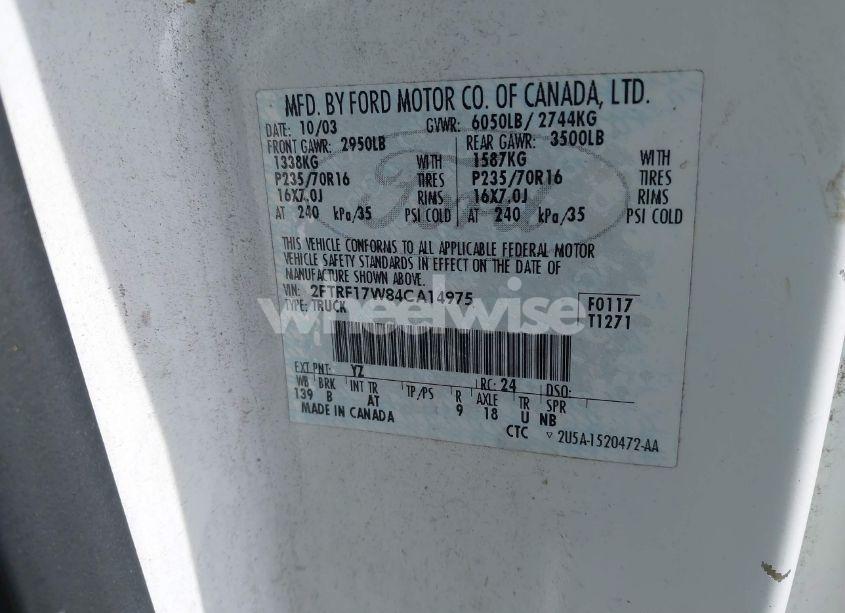 MFD. BY FORD MOTOR CO. OF CANADA, LTD.
DATE: 10/03 GVWR: 6050LB/ 2744KG
FRONT GAWR: 2950LB REAR GAWR: 3500LB
1338KG WITH 1587KG WITH
P235/70R16 TIRES P235/70R16 TIRES
16X7.0J RIMS 16X7.0J RIMS
AT 240 kPa/35 PSI COLD AT 240 kPa/35 PSI COLD
Ford
THIS VEHICLE CONFORMS TO ALL APPLICABLE FEDERAL MOTOR
VEHICLE SAFETY STANDARDS IN EFFECT ON THE DATE OF
MANUFACTURE SHOWN ABOVE.
VIN: 2FTRF17W84CA14975 F0117
TYPE: TRUCK T1271
wheelwise
EXT PNT: YZ RC: 24 DSO:
WB BRK INT TR TP/PS R AXLE TR SPR
139 B AT 9 18 U NB
MADE IN CANADA
CTC ▿ 2U5A-1520472-AA